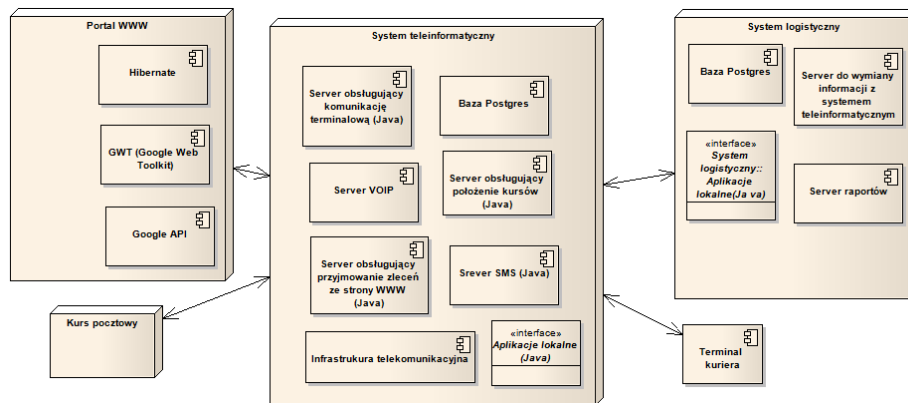 Portal WWW
Hibernate
GWT (Google Web
Toolkit)
Google API
Kurs pocztowy
System teleinformatyczny
Server obsługujący
komunikację
terminalową (Java)
Baza Postgres
Server VOIP
Server obsługujący
położenie kursów
(Java)
Server obsługujący
przyjmowanie zleceń
ze strony WWW
(Java)
Srever SMS (Java)
Infrastrukura telekomunikacyjna
«interface»
Aplikacje lokalne
(Java)
System logistyczny
Baza Postgres
Server do wymiany
informacji z
systemem
teleinformatycznym
«interface»
System
logistyczny::
Aplikacje
lokalne(Ja va)
Server raportów
Terminal
kuriera